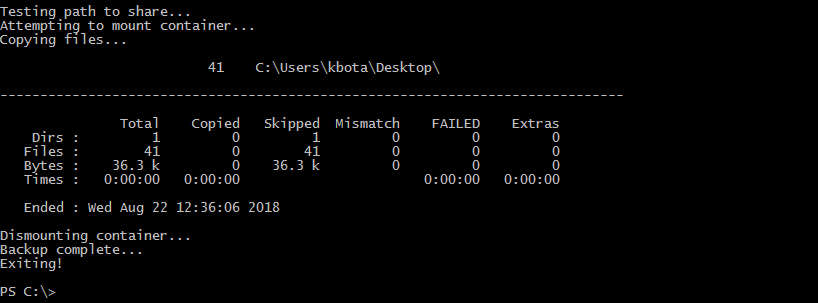 Testing path to share...
Attempting to mount container...
Copying files...
41    C:\Users\kbota\Desktop\
------------------------------------------------------------------------------
Total    Copied   Skipped  Mismatch    FAILED    Extras
Dirs :         1         0         1         0         0         0
Files :        41         0        41         0         0         0
Bytes :    36.3 k         0    36.3 k         0         0         0
Times :   0:00:00   0:00:00                       0:00:00   0:00:00
Ended : Wed Aug 22 12:36:06 2018
Dismounting container...
Backup complete...
Exiting!
PS C:\>